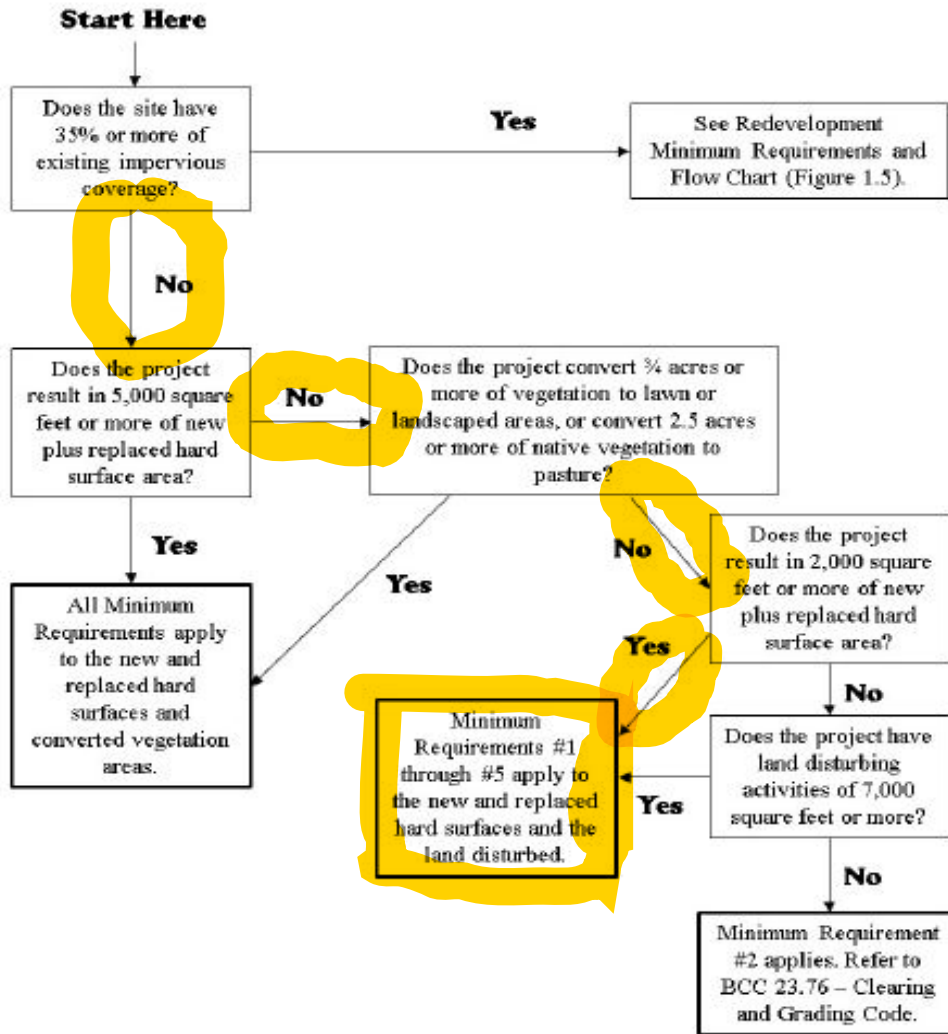 Start Here
Does the site have
35% or more of
existing impervious
coverage?
Yes
See Redevelopment
Minimum Requirements and
Flow Chart (Figure 1.5).
No
Does the project
result in 5,000 square
feet or more of new
plus replaced hard
surface area?
No
Does the project convert ¾ acres or
more of vegetation to lawn or
landscaped areas, or convert 2.5 acres
or more of native vegetation to
pasture?
Yes
Yes
No
Does the project
result in 2,000 square
feet or more of new
plus replaced hard
surface area?
All Minimum
Requirements apply
to the new and
replaced hard
surfaces and
converted vegetation
areas.
Yes
No
Minimum
Requirements #1
through #5 apply to
the new and replaced
hard surfaces and the
land disturbed.
Yes
Does the project have
land disturbing
activities of 7,000
square feet or more?
No
Minimum Requirement
#2 applies. Refer to
BCC 23.76 – Clearing
and Grading Code.